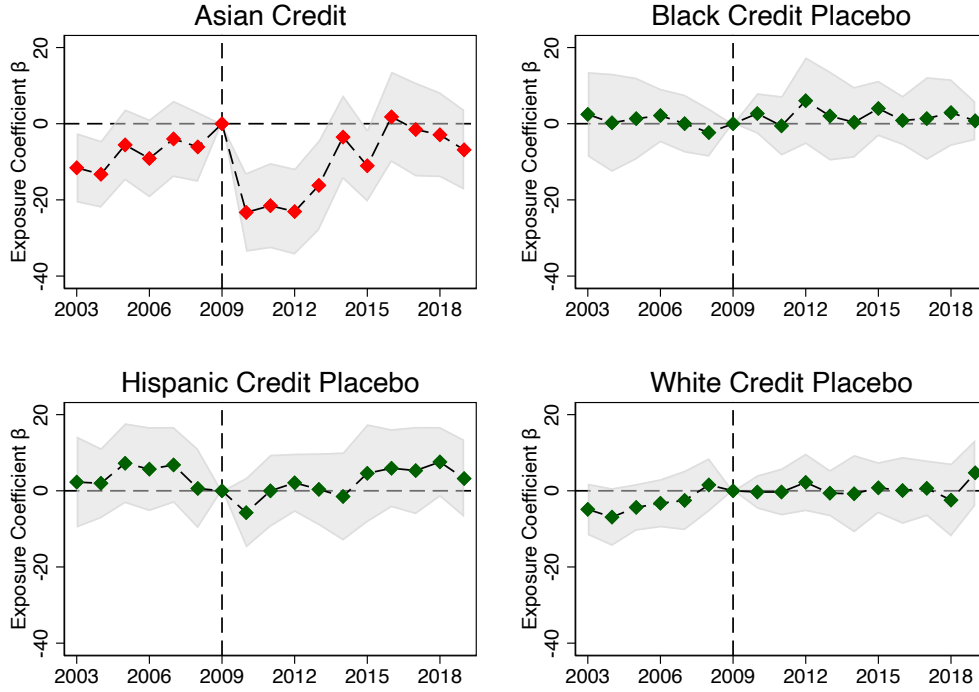 Asian Credit
Exposure Coefficient β
20
0
-20
-40
2003 2006 2009 2012 2015 2018
Black Credit Placebo
Exposure Coefficient β
20
0
-20
-40
2003 2006 2009 2012 2015 2018
Hispanic Credit Placebo
Exposure Coefficient β
20
0
-20
-40
2003 2006 2009 2012 2015 2018
White Credit Placebo
Exposure Coefficient β
20
0
-20
-40
2003 2006 2009 2012 2015 2018